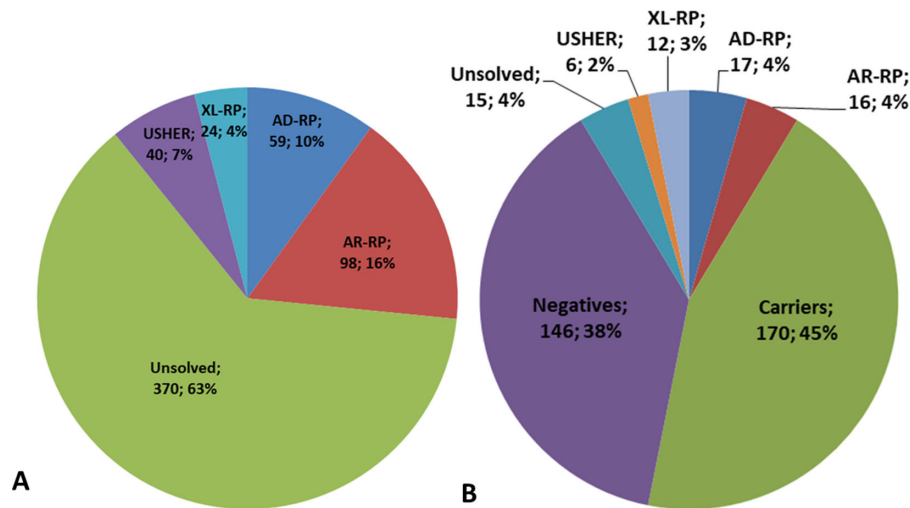 XL-RP;
24; 4%
AD-RP;
59; 10%
USHER;
40; 7%
AR-RP;
98; 16%
Unsolved;
370; 63%
A
XL-RP;
12; 3%
USHER;
6; 2%
AD-RP;
17; 4%
Unsolved;
15; 4%
AR-RP;
16; 4%
Negatives;
146; 38%
Carriers;
170; 45%
B